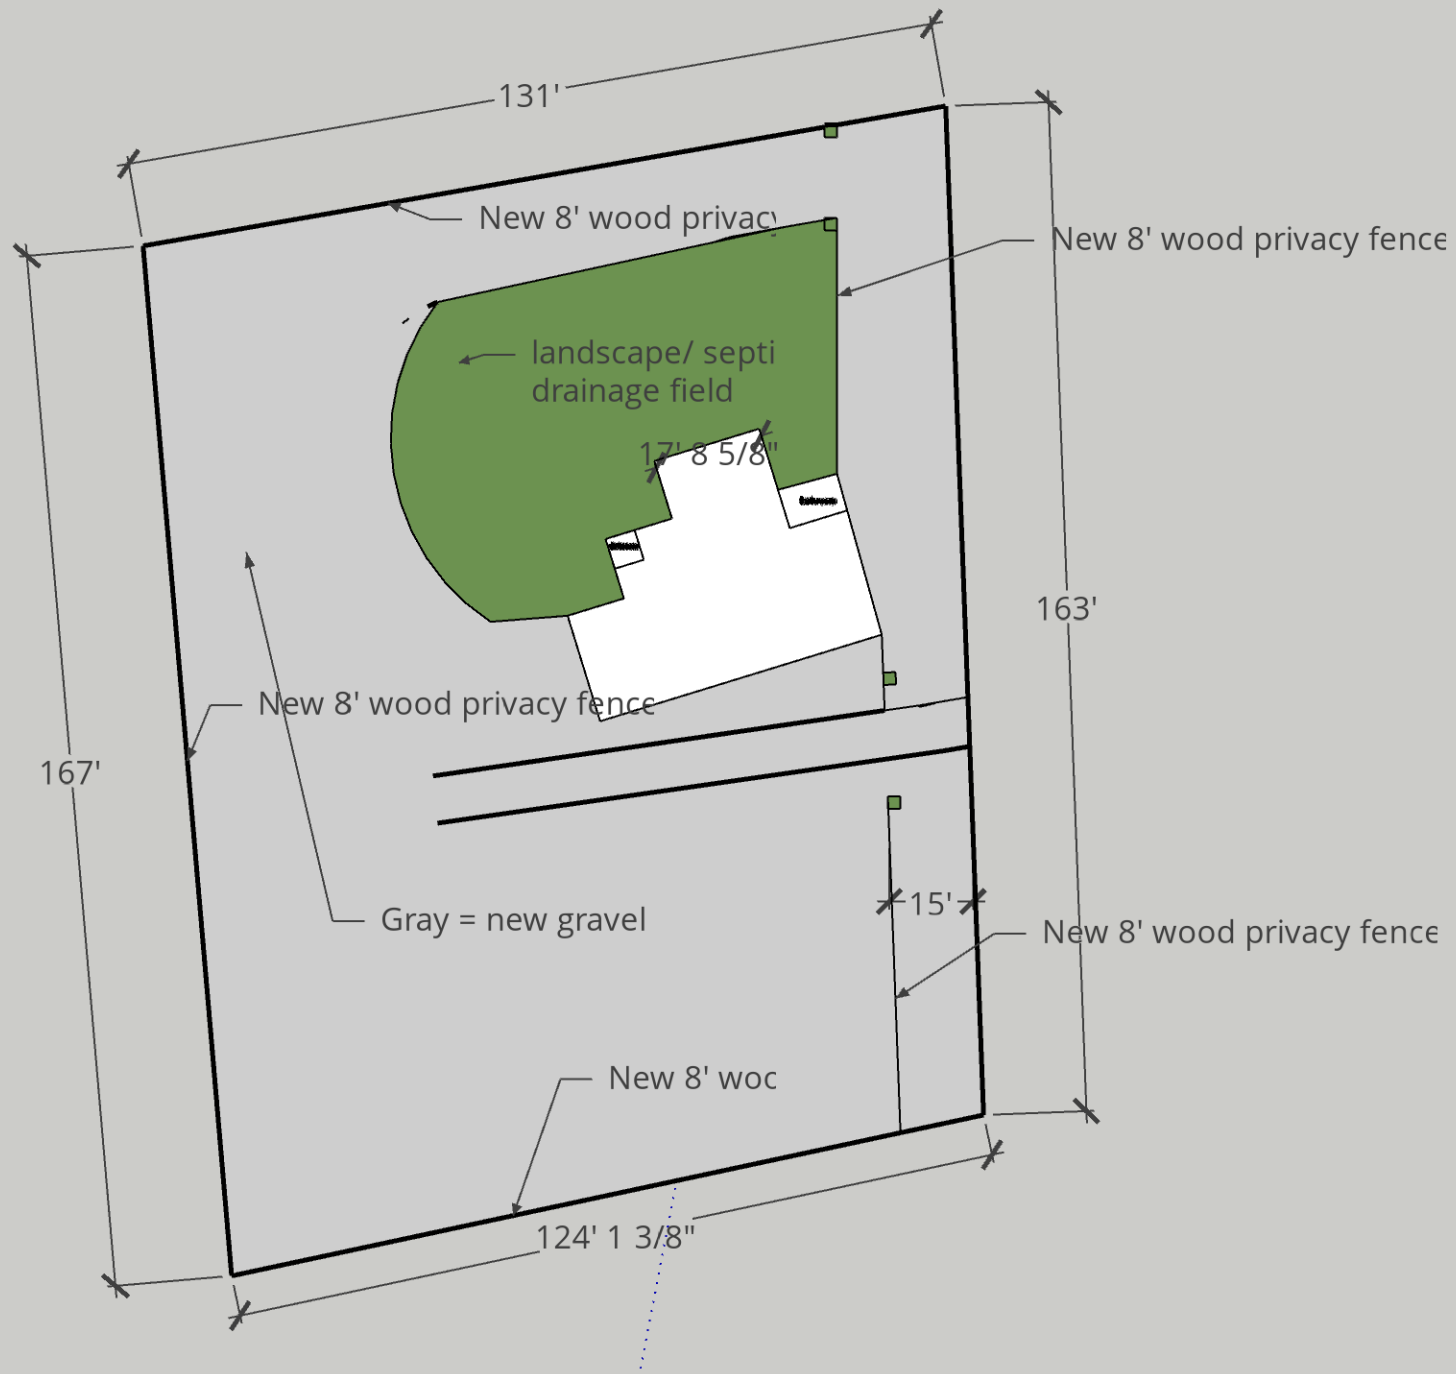 131'
New 8' wood privacy
New 8' wood privacy fence
landscape/ septi
drainage field
17' 8 5/8"
163'
New 8' wood privacy fence
167'
15'
Gray = new gravel
New 8' wood privacy fence
New 8' woo
124' 1 3/8"